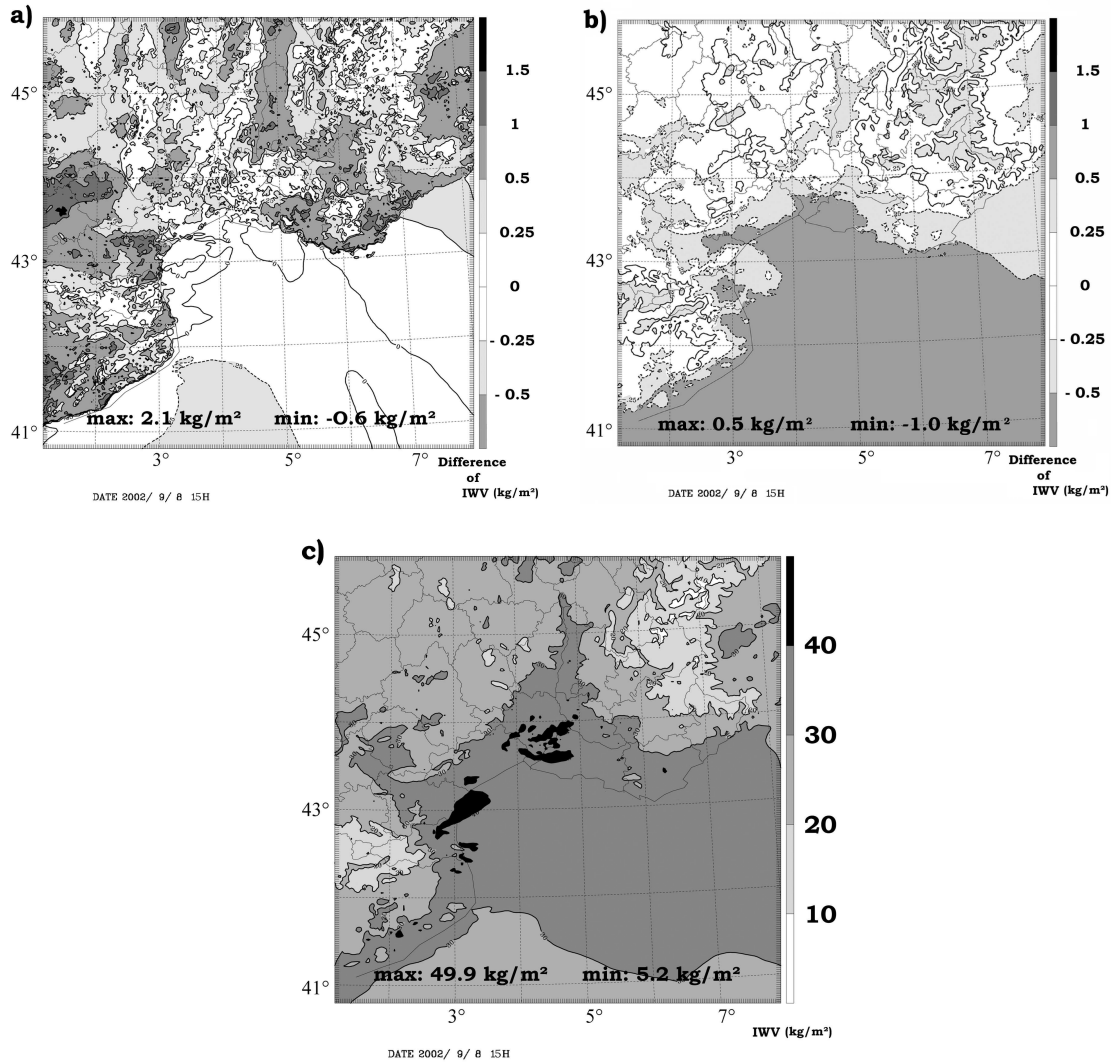 a)
1.5
1
0.5
0.25
0
- 0.25
- 0.5
45°
43°
41°
max: 2.1 kg/m² min: -0.6 kg/m²
3° 5° 7°
Difference
of
IWV (kg/m²)
DATE 2002/ 9/ 8 15H
b)
1.5
1
0.5
0.25
0
- 0.25
- 0.5
45°
43°
41°
max: 0.5 kg/m² min: -1.0 kg/m²
3° 5° 7°
Difference
of
IWV (kg/m²)
DATE 2002/ 9/ 8 15H
c)
40
30
20
10
45°
43°
41°
max: 49.9 kg/m² min: 5.2 kg/m²
3° 5° 7°
IWV (kg/m²)
DATE 2002/ 9/ 8 15H